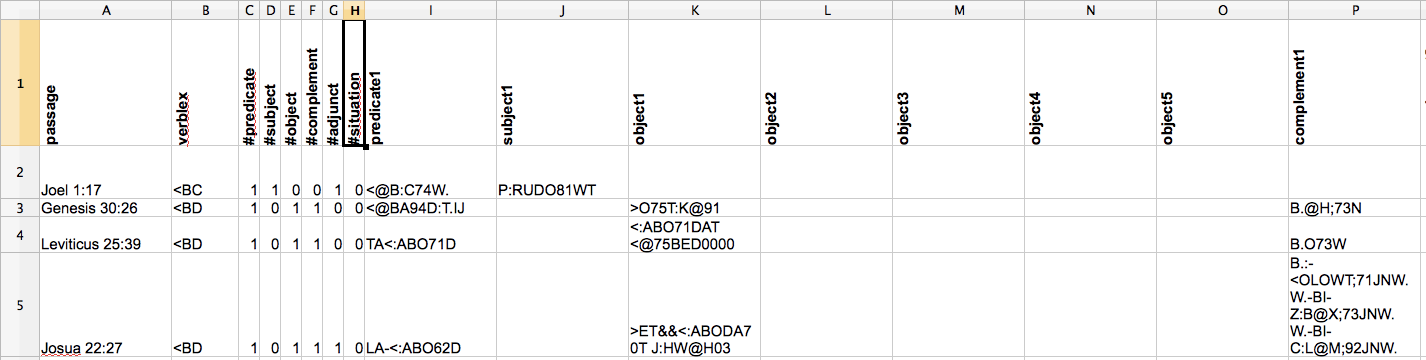 A B C D E F G H I J K L M N O P
1 passage verblex #predicate #subject #object #complement #adjunct #situation predicate1 subject1 object1 object2 object3 object4 object5 complement1
2 Joel 1:17 <BC 1 1 0 0 1 0 <@B:C74W. P:RUDO81WT
3 Genesis 30:26 <BD 1 0 1 1 0 0 <@BA94D:T.IJ >O75T:K@91 B.@H;73N
<:ABO71DAT
4 Leviticus 25:39 <BD 1 0 1 1 0 0 TA<:ABO71D <@75BED0000 B.O73W
B.:-
<OLOWT;71JNW.
W.-BI-
5 Z:B@X;73JNW.
>ET&&<:ABODA7 W.-BI-
Josua 22:27 <BD 1 0 1 1 1 0 LA-<:ABO62D 0T J:HW@H03 C:L@M;92JNW.